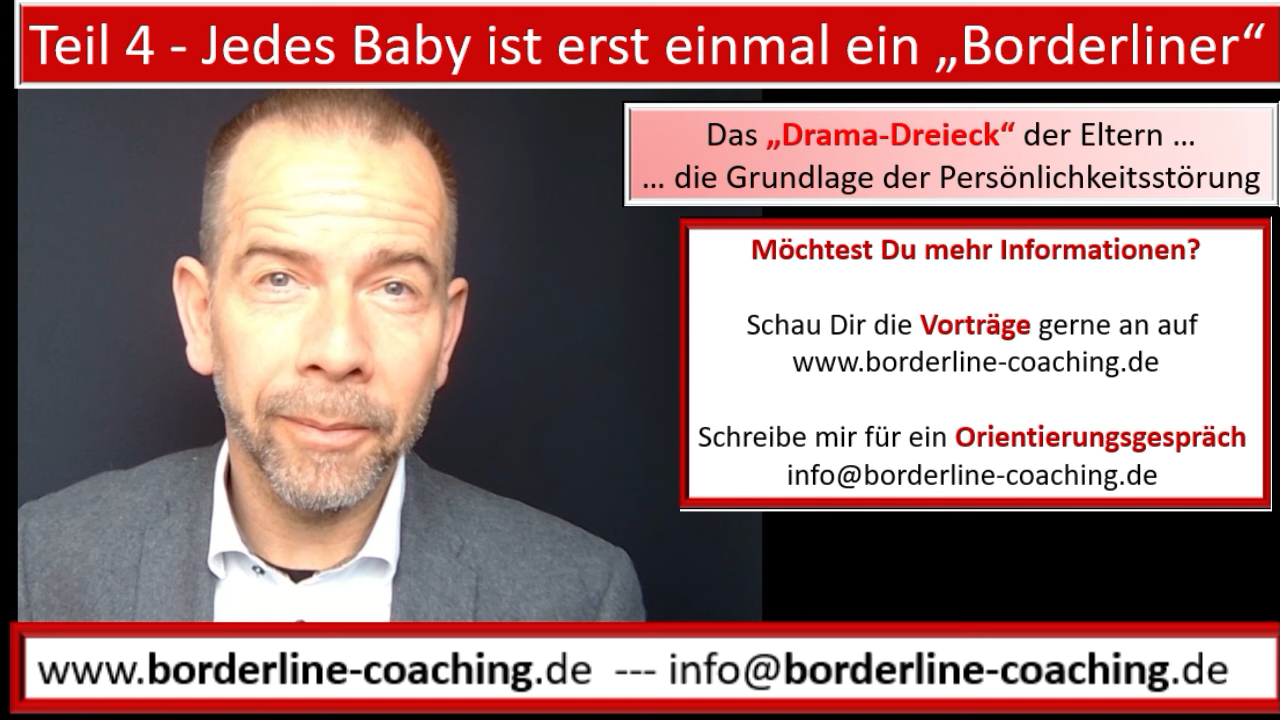 Teil 4 - Jedes Baby ist erst einmal ein „Borderliner“
Das „Drama-Dreieck“ der Eltern ...
... die Grundlage der Persönlichkeitsstörung
Möchtest Du mehr Informationen?
Schau Dir die Vorträge gerne an auf
www.borderline-coaching.de
Schreibe mir für ein Orientierungsgespräch
info@borderline-coaching.de
www.borderline-coaching.de --- info@borderline-coaching.de